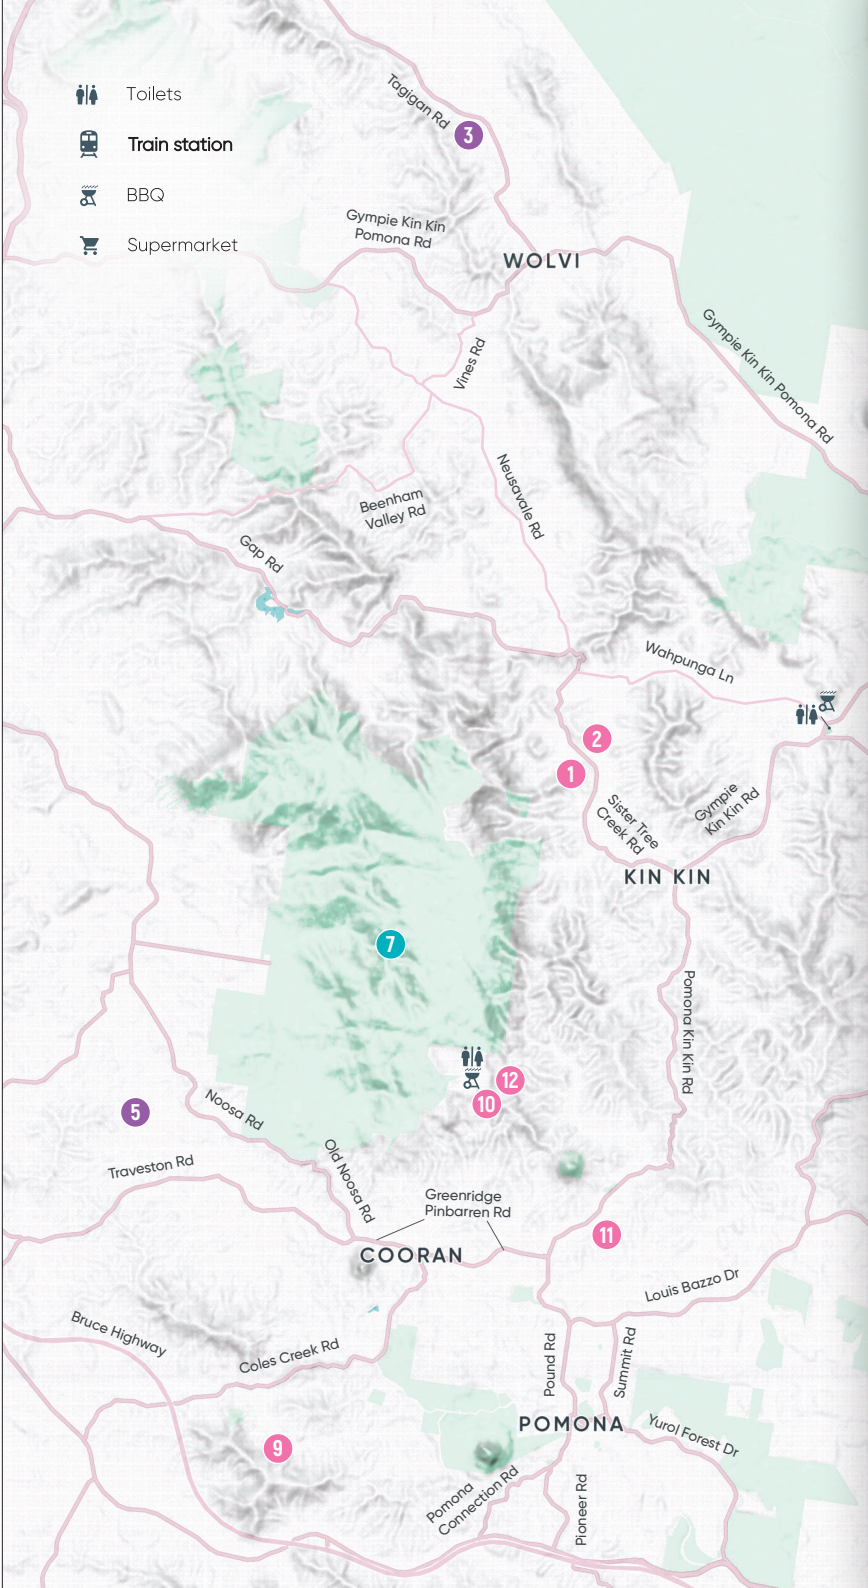 Toilets
Train station
BBQ
Supermarket
Tagigan Rd
3
Gympie Kin Kin
Pomona Rd
WOLVI
Gympie Kin Kin Pomona Rd
Vines Rd
Neusavale Rd
Beenham
Valley Rd
Gap Rd
Wahpunga Ln
2
1
Sister Tree
Creek Rd
Gympie
Kin Kin Rd
KIN KIN
7
Pomona Kin Kin Rd
12
10
5
Noosa Rd
Traveston Rd
Old Noosa Rd
Greenridge
Pinbarren Rd
11
COORAN
Louis Bazzo Dr
Bruce Highway
Coles Creek Rd
Pound Rd
Summit Rd
POMONA
Yurol Forest Dr
9
Pomona
Connection Rd
Pioneer Rd